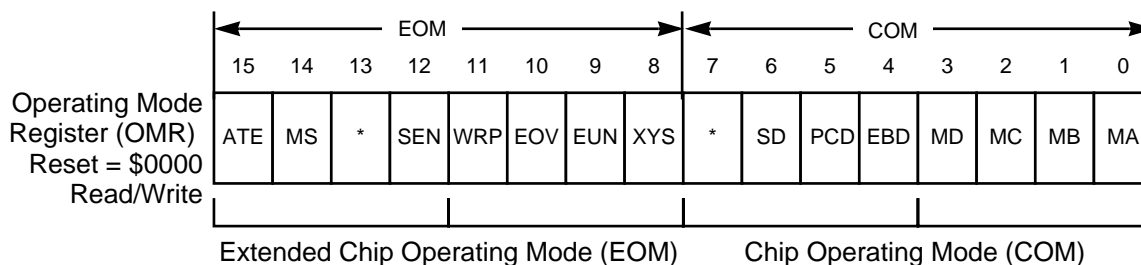 EOM COM
15 14 13 12 11 10 9 8 7 6 5 4 3 2 1 0
Operating Mode
Register (OMR)
Reset = $0000
Read/Write
ATE MS * SEN WRP EOV EUN XYS * SD PCD EBD MD MC MB MA
Extended Chip Operating Mode (EOM) Chip Operating Mode (COM)